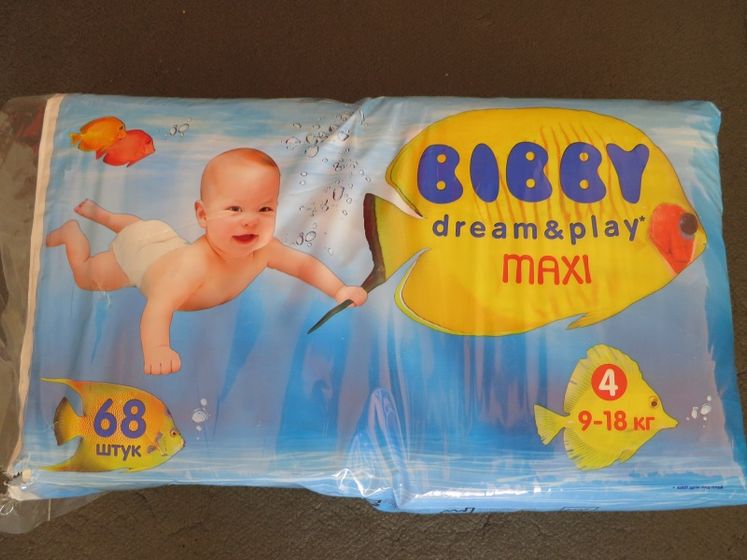 BIBBY
dream&play*
MAXI
68
штук
4
9-18 кг